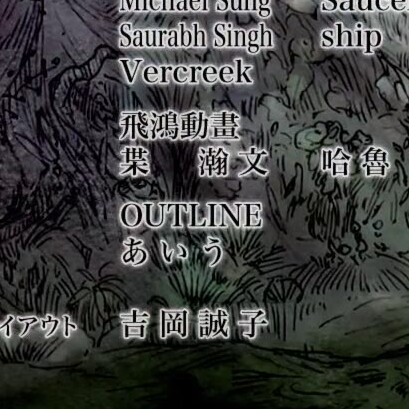 Michael Sung
Saurabh Singh ship
Vercreek
飛鴻動畫
瀚文 哈魯
OUTLINE
あいう
イアウト 吉岡誠子